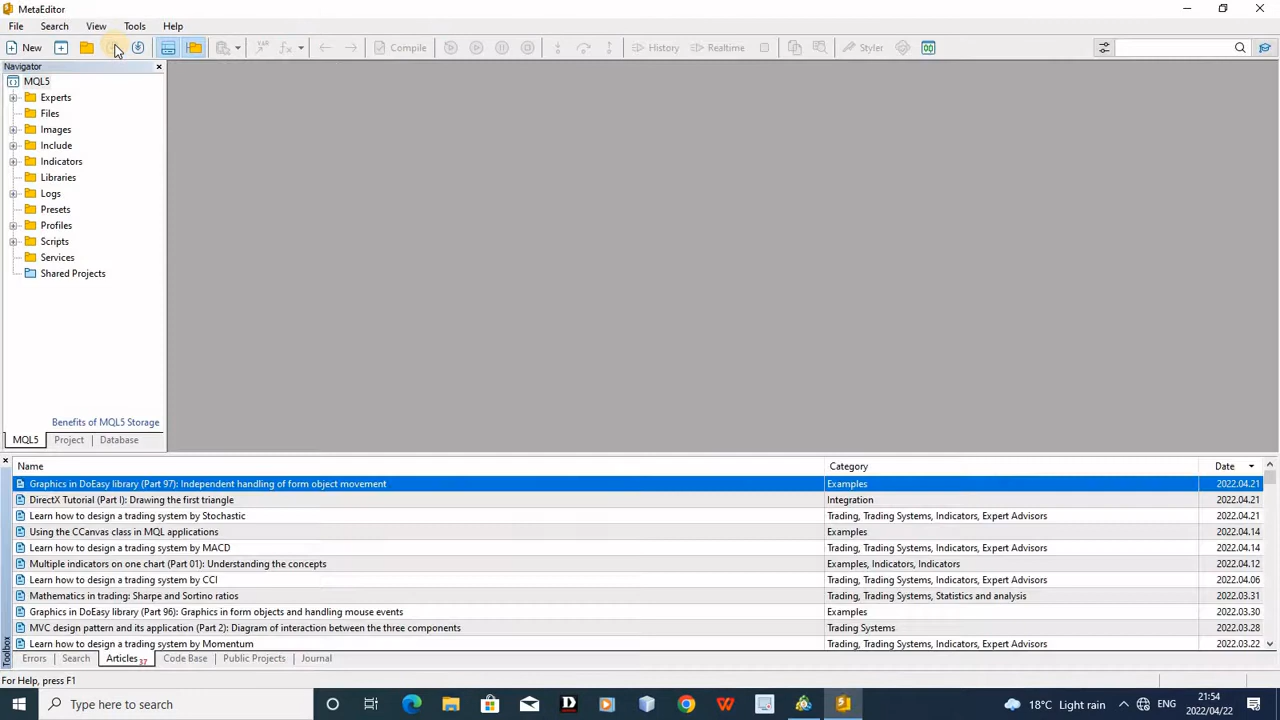 MetaEditor
File Search View Tools Help
New Compile History Realtime Styler
Navigator
MQL5
Experts
Files
Images
Include
Indicators
Libraries
Logs
Presets
Profiles
Scripts
Services
Shared Projects
Benefits of MQL5 Storage
MQL5 Project Database
Name Category Date
Graphics in DoEasy library (Part 97): Independent handling of form object movement Examples 2022.04.21
DirectX Tutorial (Part I): Drawing the first triangle Integration 2022.04.21
Learn how to design a trading system by Stochastic Trading, Trading Systems, Indicators, Expert Advisors 2022.04.21
Using the CCanvas class in MQL applications Examples 2022.04.14
Learn how to design a trading system by MACD Trading, Trading Systems, Indicators, Expert Advisors 2022.04.14
Multiple indicators on one chart (Part 01): Understanding the concepts Examples, Indicators, Indicators 2022.04.12
Learn how to design a trading system by CCI Trading, Trading Systems, Indicators, Expert Advisors 2022.04.06
Mathematics in trading: Sharpe and Sortino ratios Trading, Trading Systems, Statistics and analysis 2022.03.31
Graphics in DoEasy library (Part 96): Graphics in form objects and handling mouse events Examples 2022.03.30
MVC design pattern and its application (Part 2): Diagram of interaction between the three components Trading Systems 2022.03.28
Learn how to design a trading system by Momentum Trading, Trading Systems, Indicators, Expert Advisors 2022.03.22
Toolbox
Errors Search Articles 37 Code Base Public Projects Journal
For Help, press F1
Type here to search 18°C Light rain ENG 21:54
2022/04/22